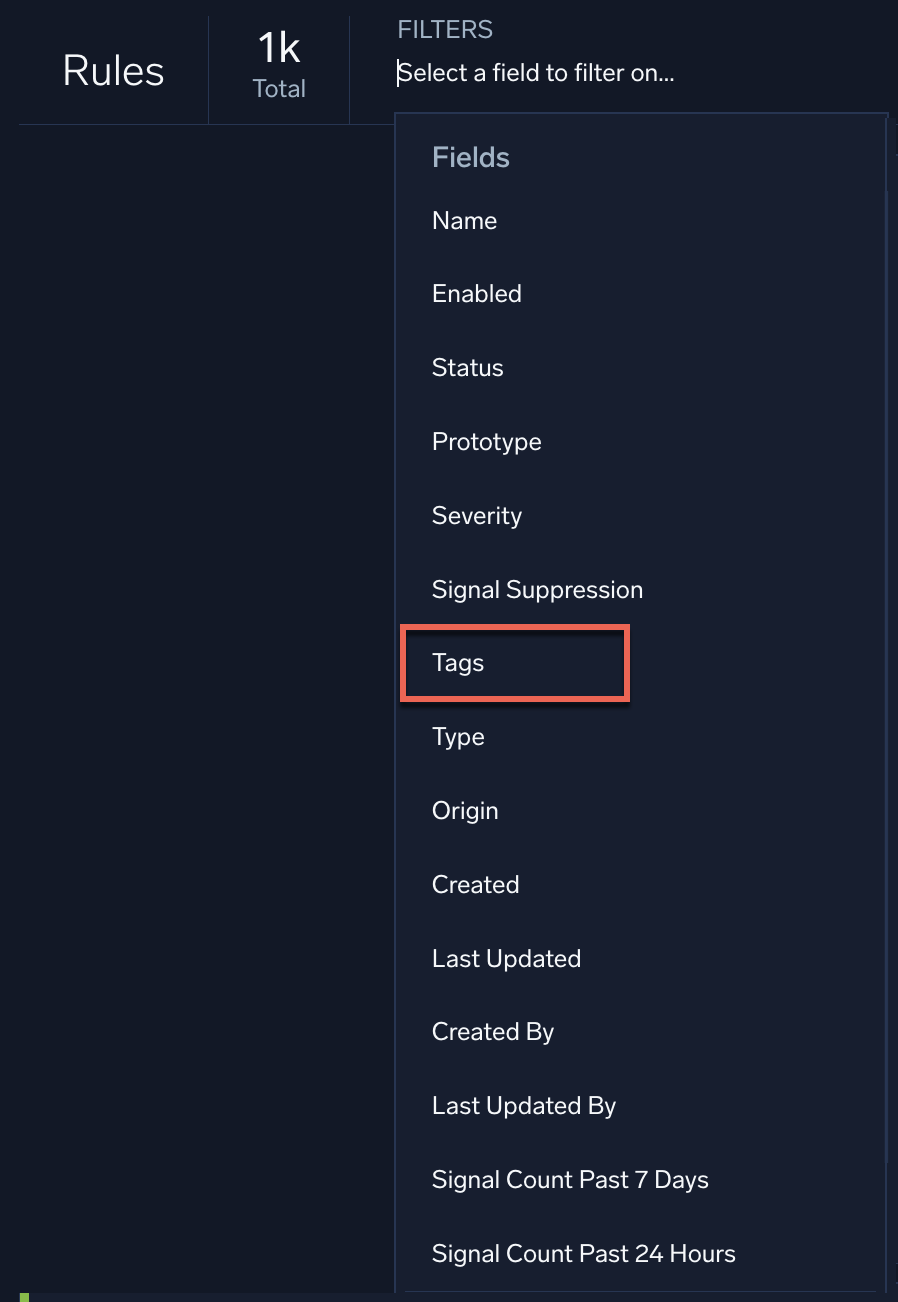 Rules
1k
Total
FILTERS
Select a field to filter on...
Fields
Name
Enabled
Status
Prototype
Severity
Signal Suppression
Tags
Type
Origin
Created
Last Updated
Created By
Last Updated By
Signal Count Past 7 Days
Signal Count Past 24 Hours